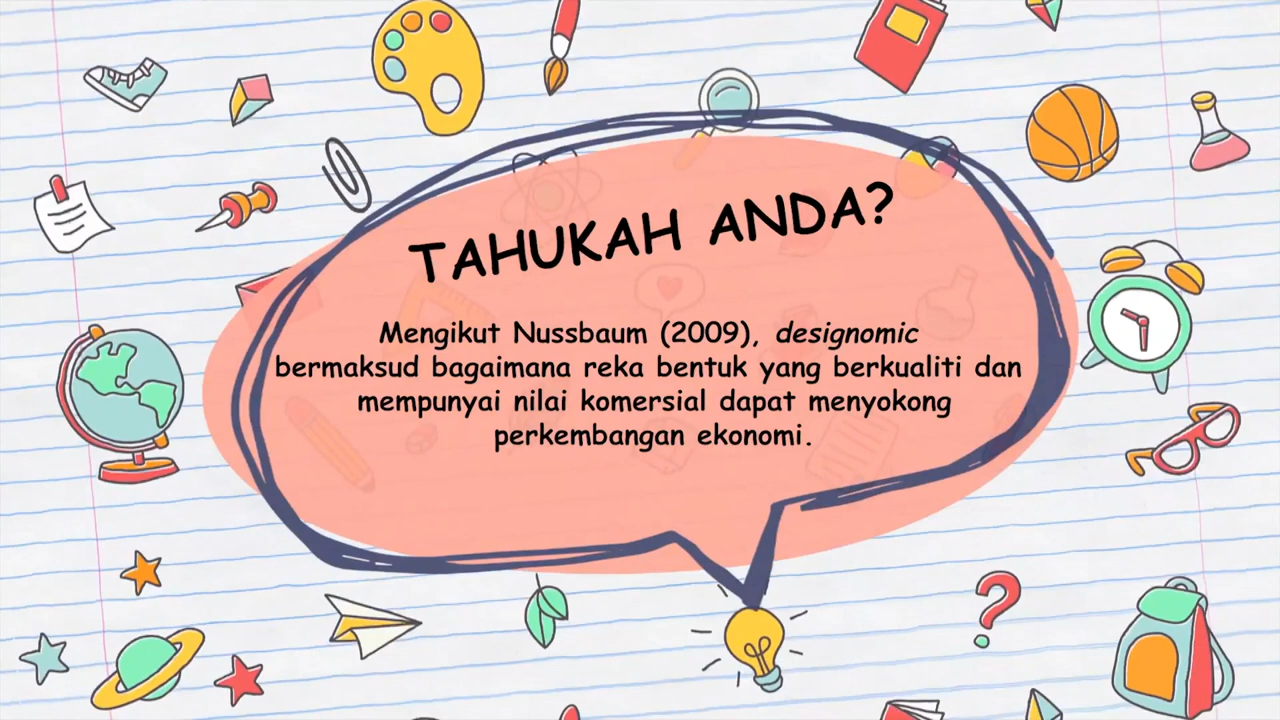 TAHUKAH ANDA?
Mengikut Nussbaum (2009), designomic
bermaksud bagaimana reka bentuk yang berkualiti dan
mempunyai nilai komersial dapat menyokong
perkembangan ekonomi.